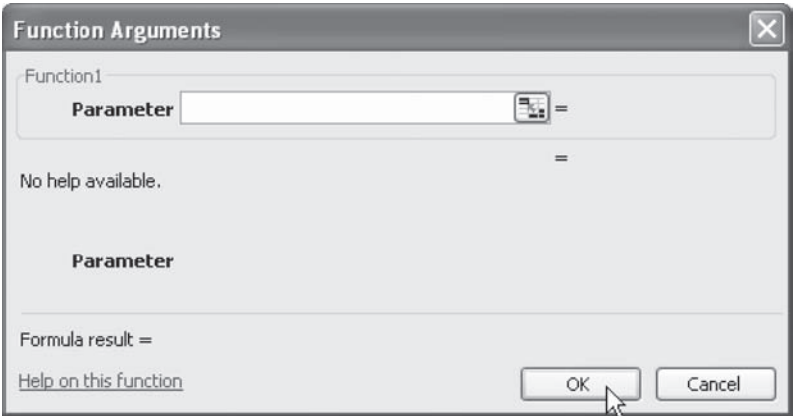 Function Arguments
Function1
Parameter =
=
No help available.
Parameter
Formula result =
Help on this function
OK Cancel